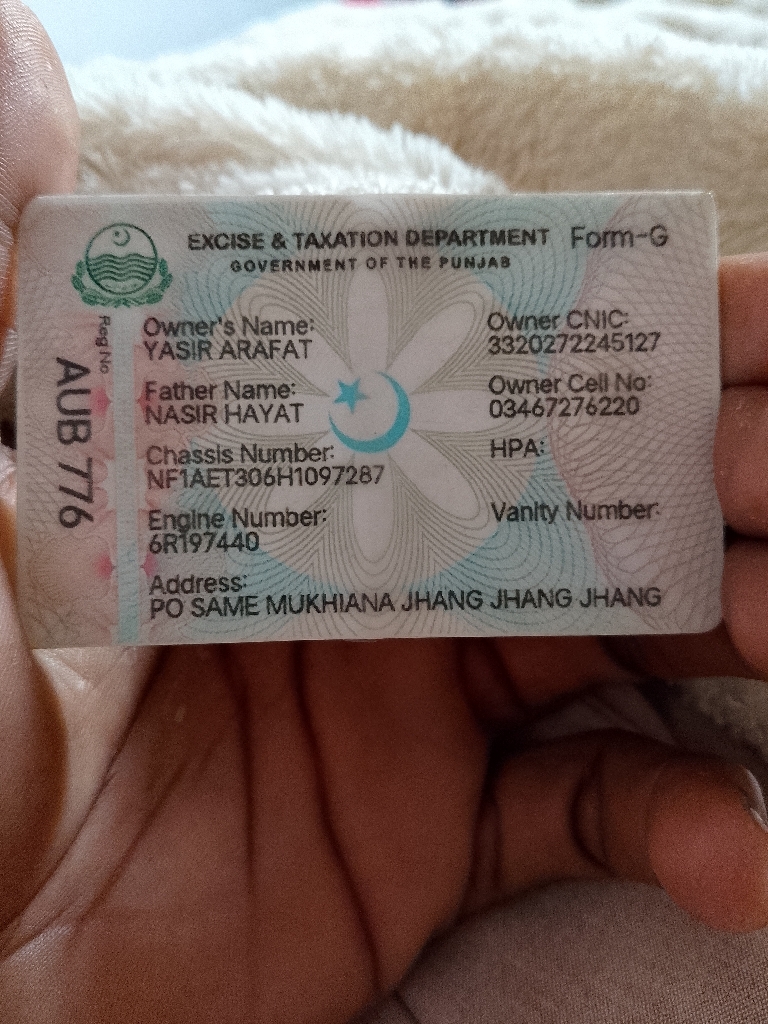 EXCISE & TAXATION DEPARTMENT Form-G
GOVERNMENT OF THE PUNJAB
Reg No
AUB 776
Owner's Name:
YASIR ARAFAT
Owner CNIC:
3320272245127
Father Name:
NASIR HAYAT
Owner Cell No:
03467276220
Chassis Number:
NF1AET306H1097287
HPA:
Engine Number:
6R197440
Vanity Number:
Address:
PO SAME MUKHIANA JHANG JHANG JHANG